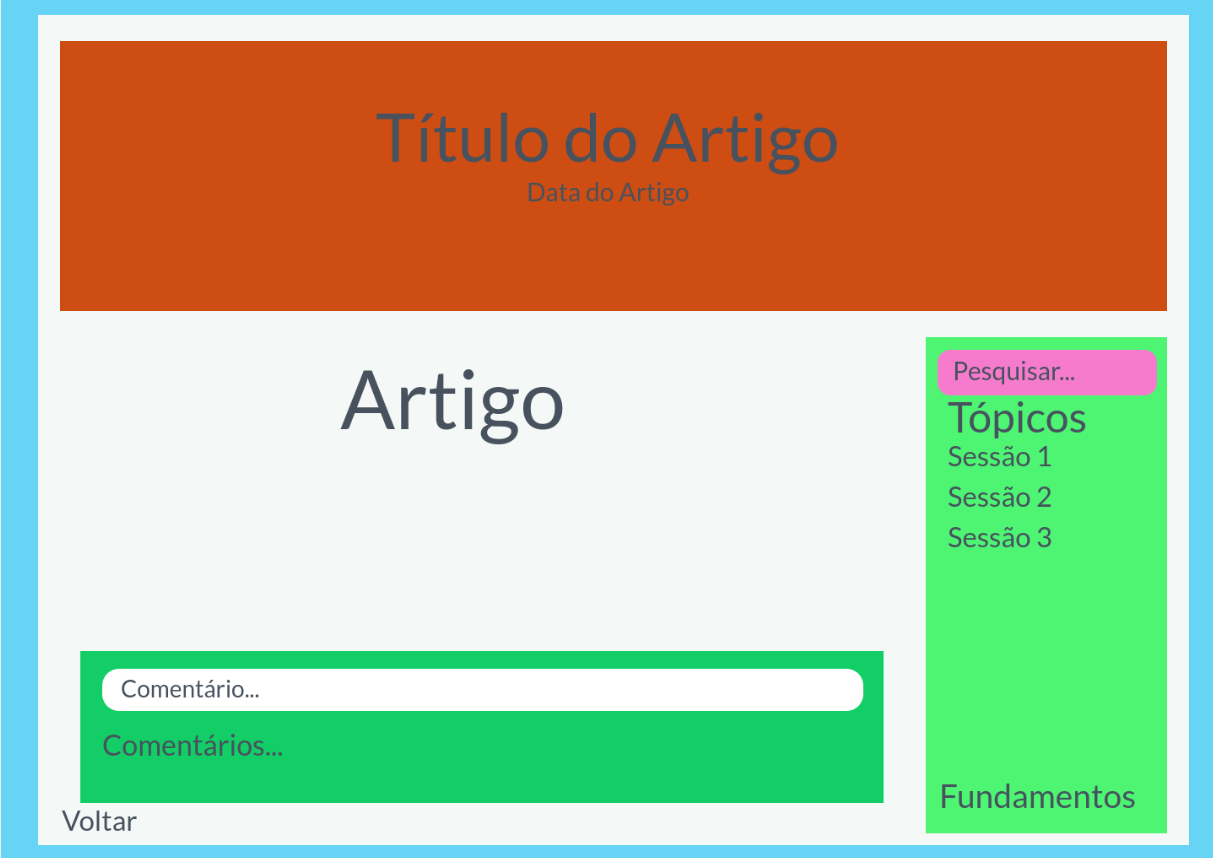 Título do Artigo
Data do Artigo
Artigo
Comentário...
Comentários...
Voltar
Pesquisar...
Tópicos
Sessão 1
Sessão 2
Sessão 3
Fundamentos